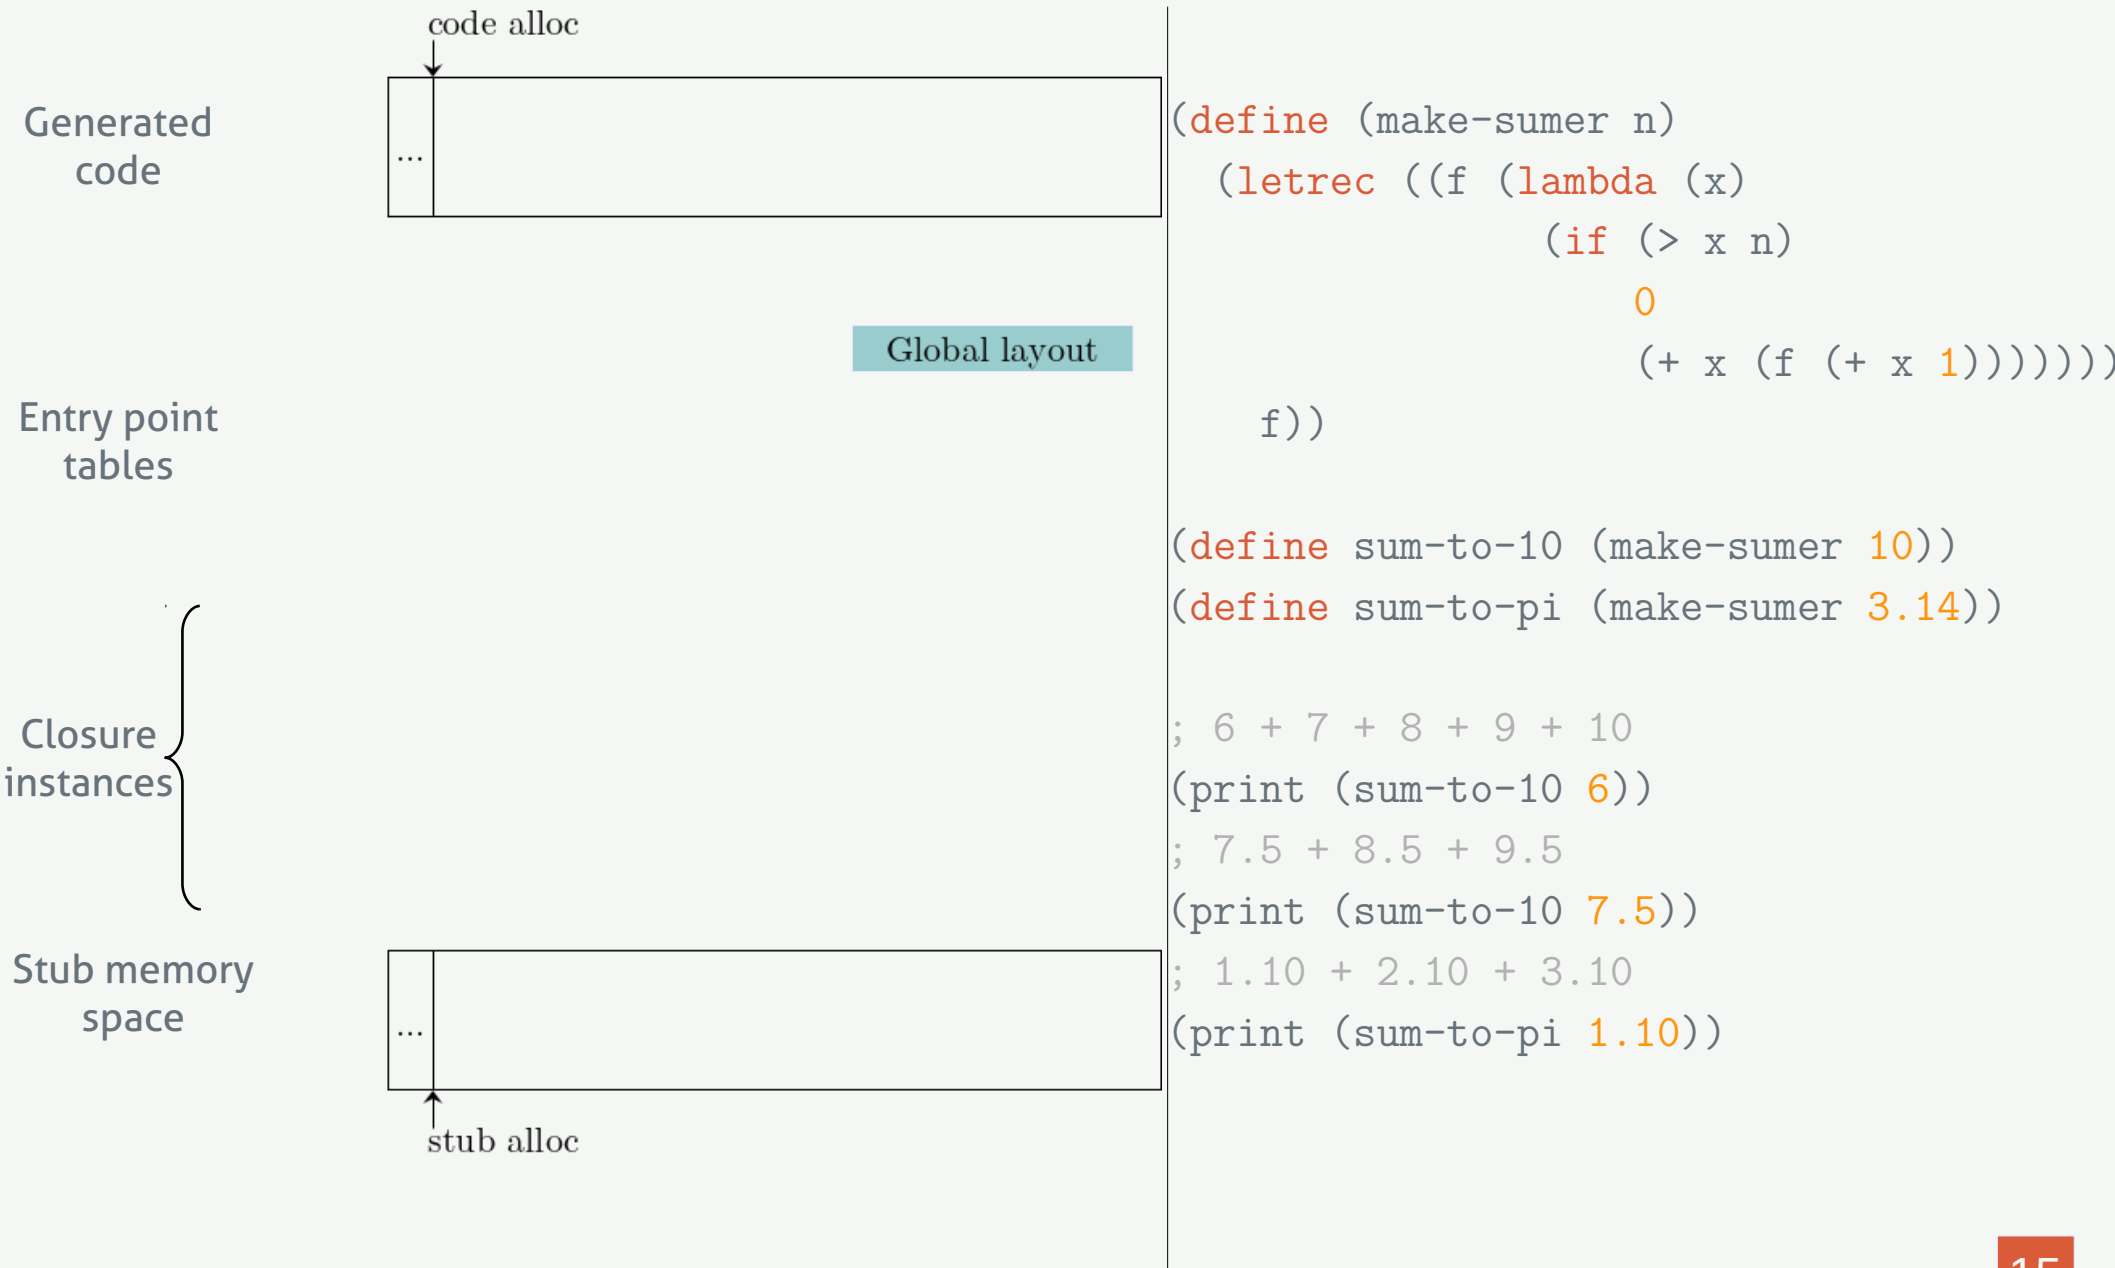 code alloc
Generated
code
...
Global layout
Entry point
tables
Closure
instances
Stub memory
space
...
stub alloc
(define (make-sumer n)
(letrec ((f (lambda (x)
(if (> x n)
0
(+ x (f (+ x 1)))))))
f))
(define sum-to-10 (make-sumer 10))
(define sum-to-pi (make-sumer 3.14))
; 6 + 7 + 8 + 9 + 10
(print (sum-to-10 6))
; 7.5 + 8.5 + 9.5
(print (sum-to-10 7.5))
; 1.10 + 2.10 + 3.10
(print (sum-to-pi 1.10))
15